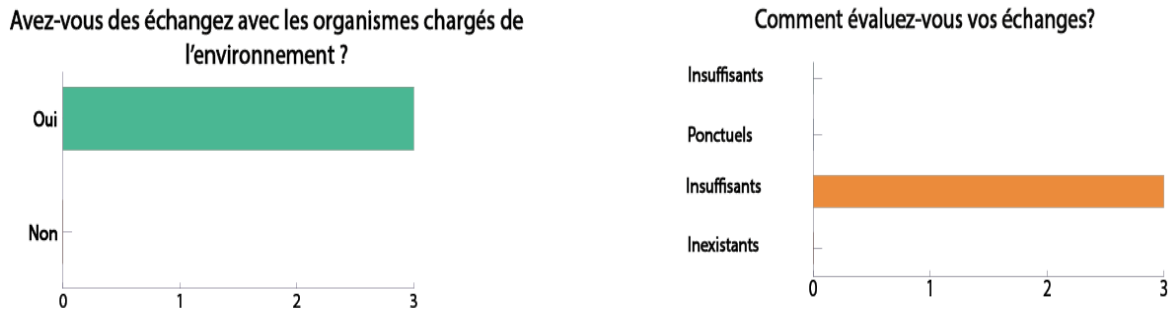 Avez-vous des échangez avec les organismes chargés de
l'environnement ?
Oui
Non
0 1 2 3
Comment évaluez-vous vos échanges?
Insuffisants
Ponctuels
Insuffisants
Inexistants
0 1 2 3